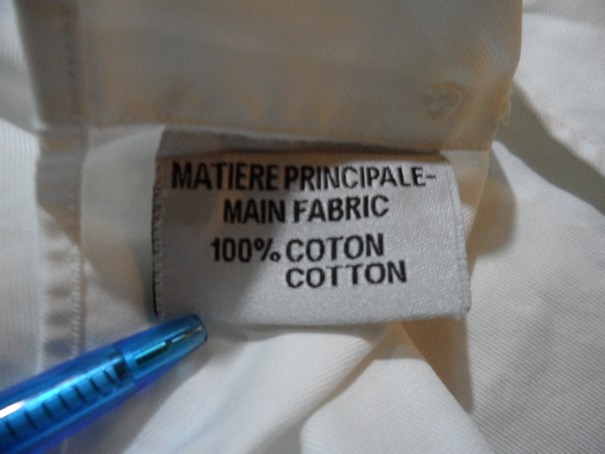 MATIERE PRINCIPALE-
MAIN FABRIC
100% COTON
COTTON